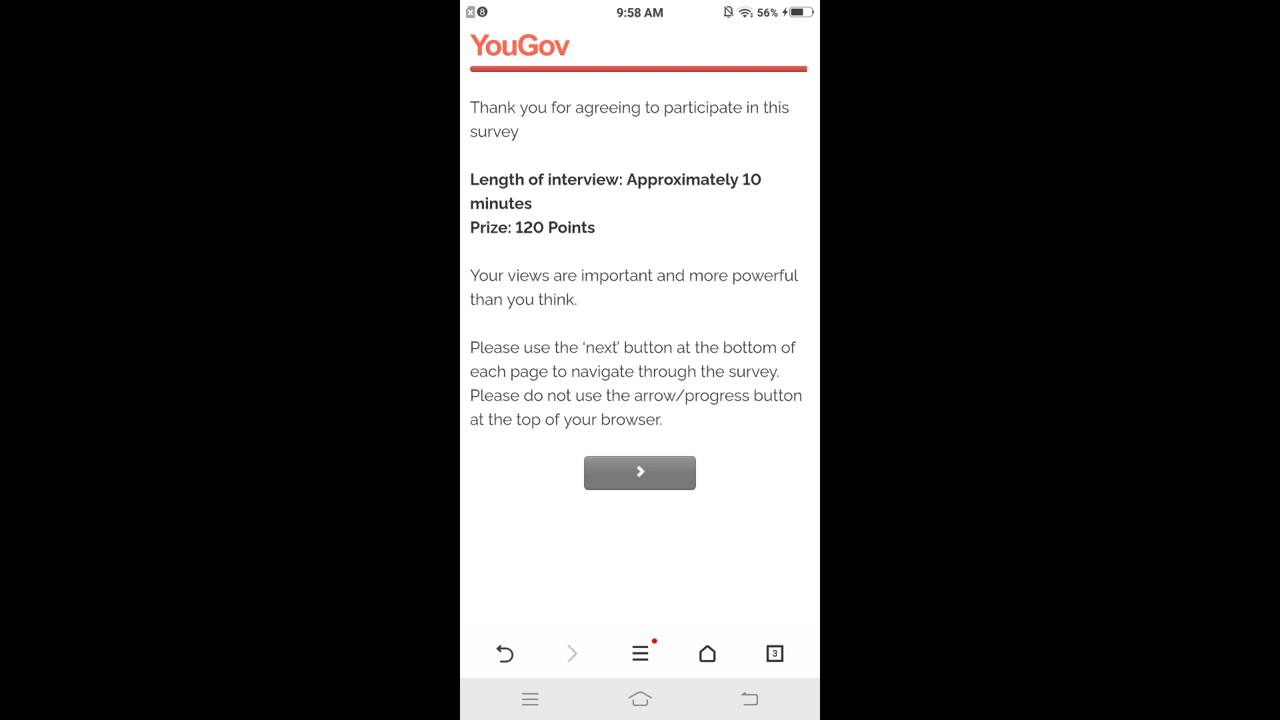 9:58 AM
56%
YouGov
Thank you for agreeing to participate in this
survey
Length of interview: Approximately 10
minutes
Prize: 120 Points
Your views are important and more powerful
than you think.
Please use the ‘next’ button at the bottom of
each page to navigate through the survey.
Please do not use the arrow/progress button
at the top of your browser.
3